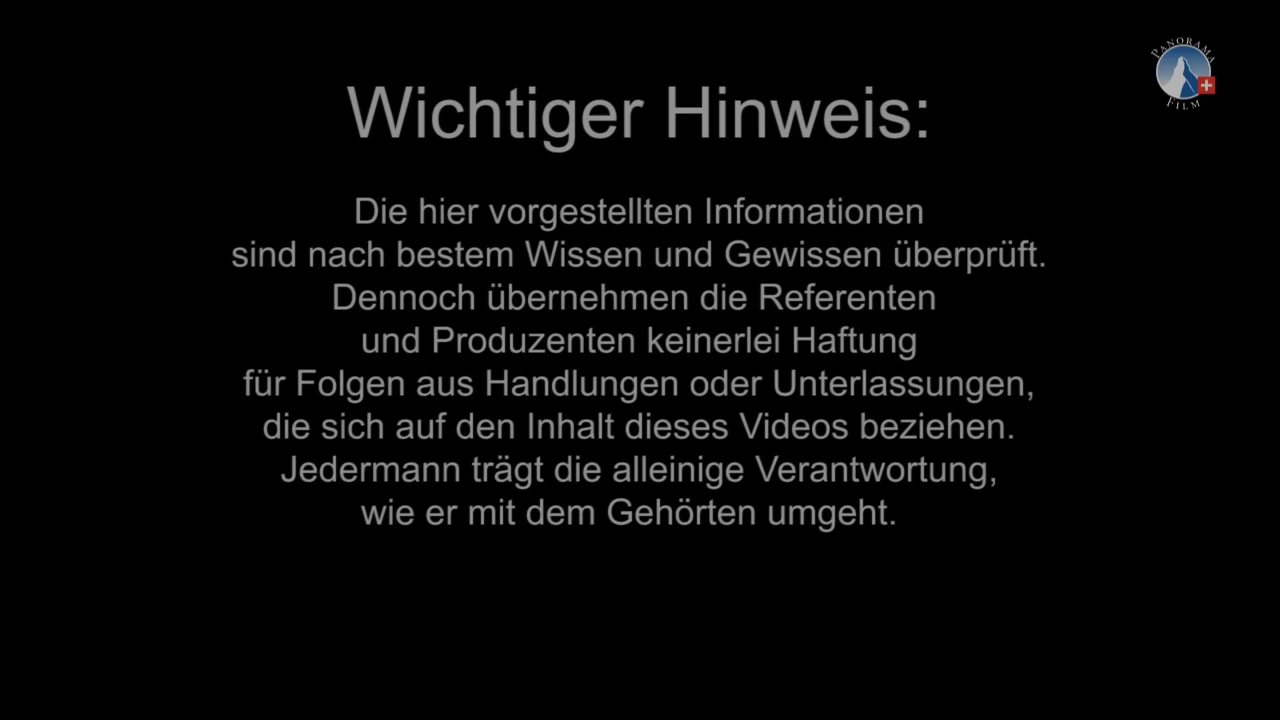 PANORAMA
FILM
Wichtiger Hinweis:
Die hier vorgestellten Informationen
sind nach bestem Wissen und Gewissen überprüft.
Dennoch übernehmen die Referenten
und Produzenten keinerlei Haftung
für Folgen aus Handlungen oder Unterlassungen,
die sich auf den Inhalt dieses Videos beziehen.
Jedermann trägt die alleinige Verantwortung,
wie er mit dem Gehörten umgeht.